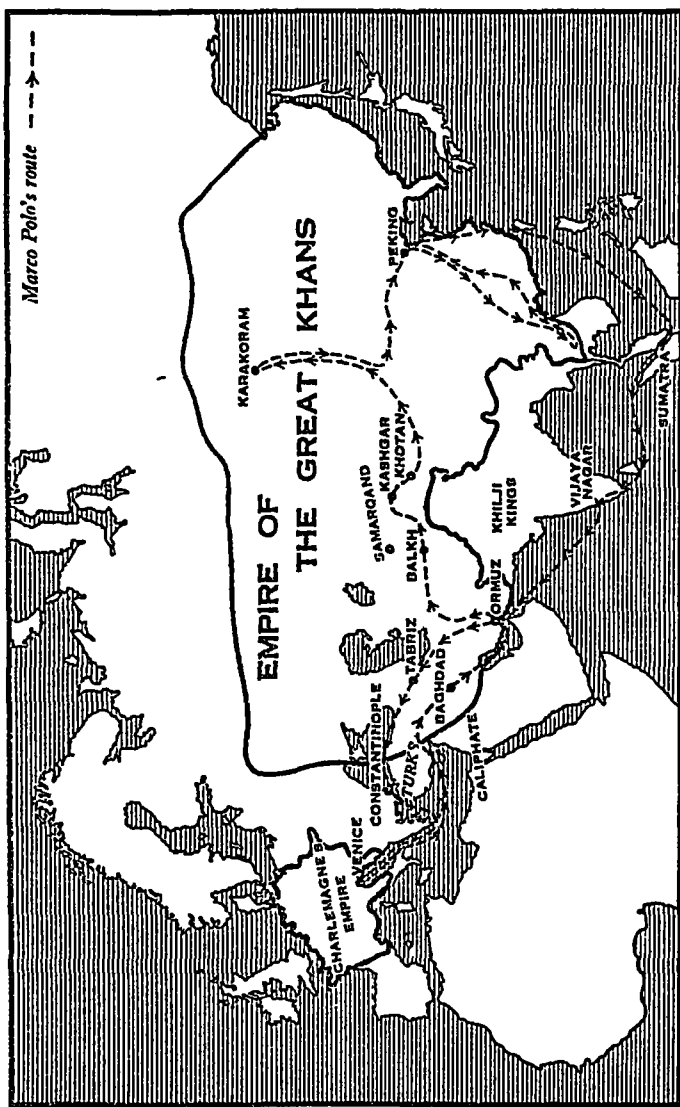 Marco Polo's route
EMPIRE OF
THE GREAT KHANS
KARAKORAM
PEKING
SAMARQAND
KASHGAR
KHOTAN
BALKH
CONSTANTINOPLE
TURKS
TABRIZ
BAGHDAD
ORMUZ
CALIPHATE
VENICE
CHARLEMAGNE
EMPIRE
KHILJI
KINGS
VIJAY
NAGAR
SUMATRA